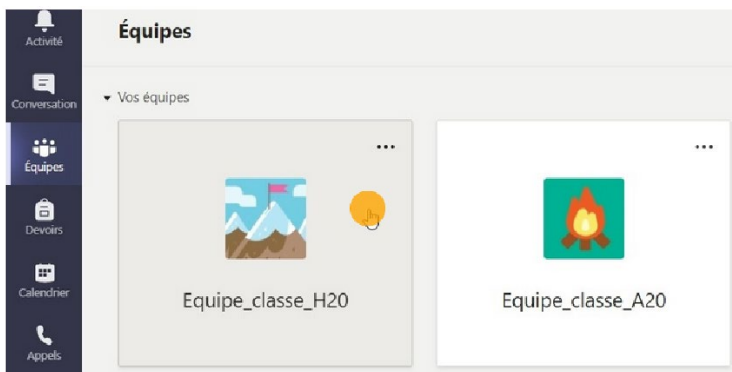 Activité
Conversation
Équipes
Devoirs
Calendrier
Appels
Équipes
Vos équipes
Equipe_classe_H20
Equipe_classe_A20